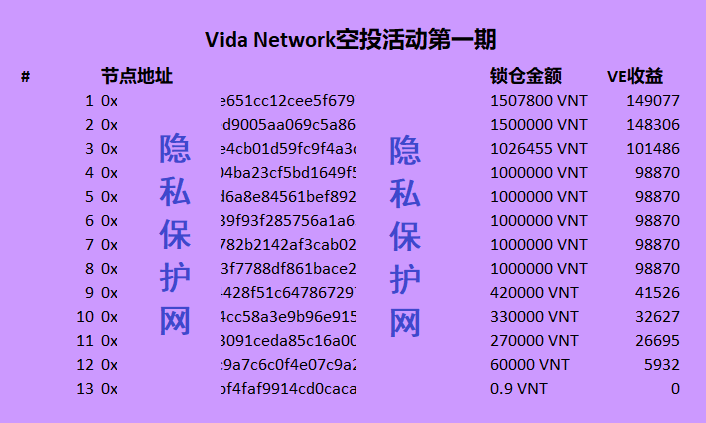 Vida Network空投活动第一期
# 节点地址 锁仓金额 VE收益
1 0x e651cc12cee5f679 1507800 VNT 149077
2 0x d9005aa069c5a86 1500000 VNT 148306
3 0x e4cb01d59fc9f4a3 1026455 VNT 101486
4 0x 04ba23cf5bd1649f5 1000000 VNT 98870
5 0x d6a8e84561bef892 1000000 VNT 98870
6 0x 39f93f285756a1a6 1000000 VNT 98870
7 0x 782b2142af3cab02 1000000 VNT 98870
8 0x 3f7788df861bace2 1000000 VNT 98870
9 0x 428f51c64786729 420000 VNT 41526
10 0x 4cc58a3e9b96e915 330000 VNT 32627
11 0x 3091ceda85c16a00 270000 VNT 26695
12 0x 9a7c6c0f4e07c9a2 60000 VNT 5932
13 0x f4faf9914cd0caca 0.9 VNT 0
隐私保护网
隐私保护网